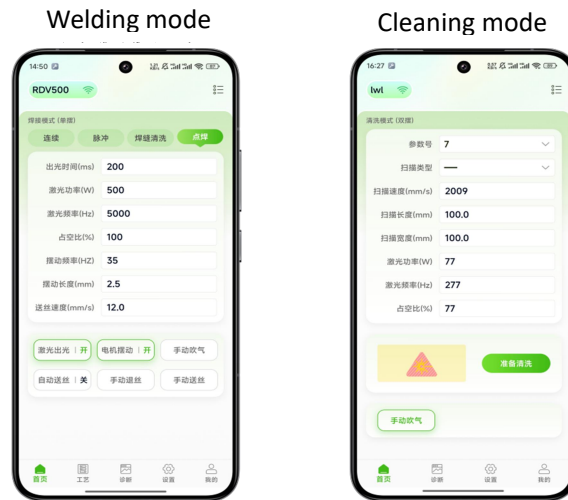 Welding mode
14:50
RDV500
焊接模式 (单摆)
连续 脉冲 焊缝清洗 点焊
出光时间(ms) 200
激光功率(W) 500
激光频率(Hz) 5000
占空比(%) 100
摆动频率(HZ) 35
摆动长度(mm) 2.5
送丝速度(mm/s) 12.0
激光出光 | 开 电机摆动 | 开 手动吹气
自动送丝 | 关 手动退丝 手动送丝
首页 工艺 诊断 设置 我的
Cleaning mode
16:27
lwl
清洗模式 (双摆)
参数号 7
扫描类型 —
扫描速度(mm/s) 2009
扫描长度(mm) 100.0
扫描宽度(mm) 100.0
激光功率(W) 77
激光频率(Hz) 277
占空比(%) 77
准备清洗
手动吹气
首页 诊断 设置 我的